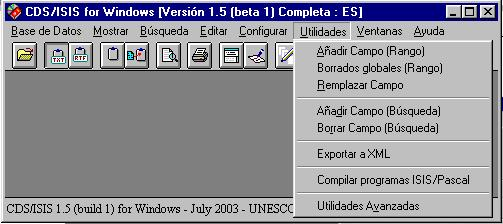 CDS/ISIS for Windows [Versión 1.5 (beta 1) Completa : ES]
Base de Datos Mostrar Búsqueda Editar Configurar Utilidades Ventanas Ayuda
TXT RTF
Añadir Campo (Rango)
Borrados globales (Rango)
Remplazar Campo
Añadir Campo (Búsqueda)
Borrar Campo (Búsqueda)
Exportar a XML
Compilar programas ISIS/Pascal
Utilidades Avanzadas
CDS/ISIS 1.5 (build 1) for Windows - July 2003 - UNESCO